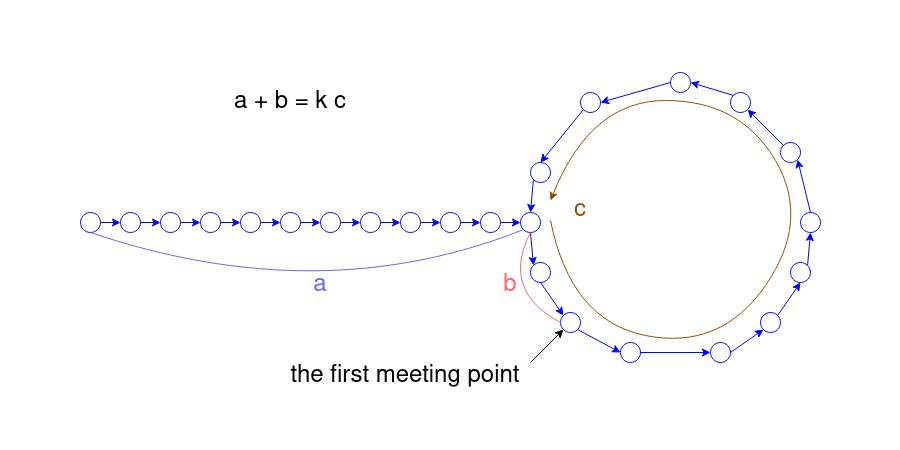 a + b = k c
c
a
b
the first meeting point